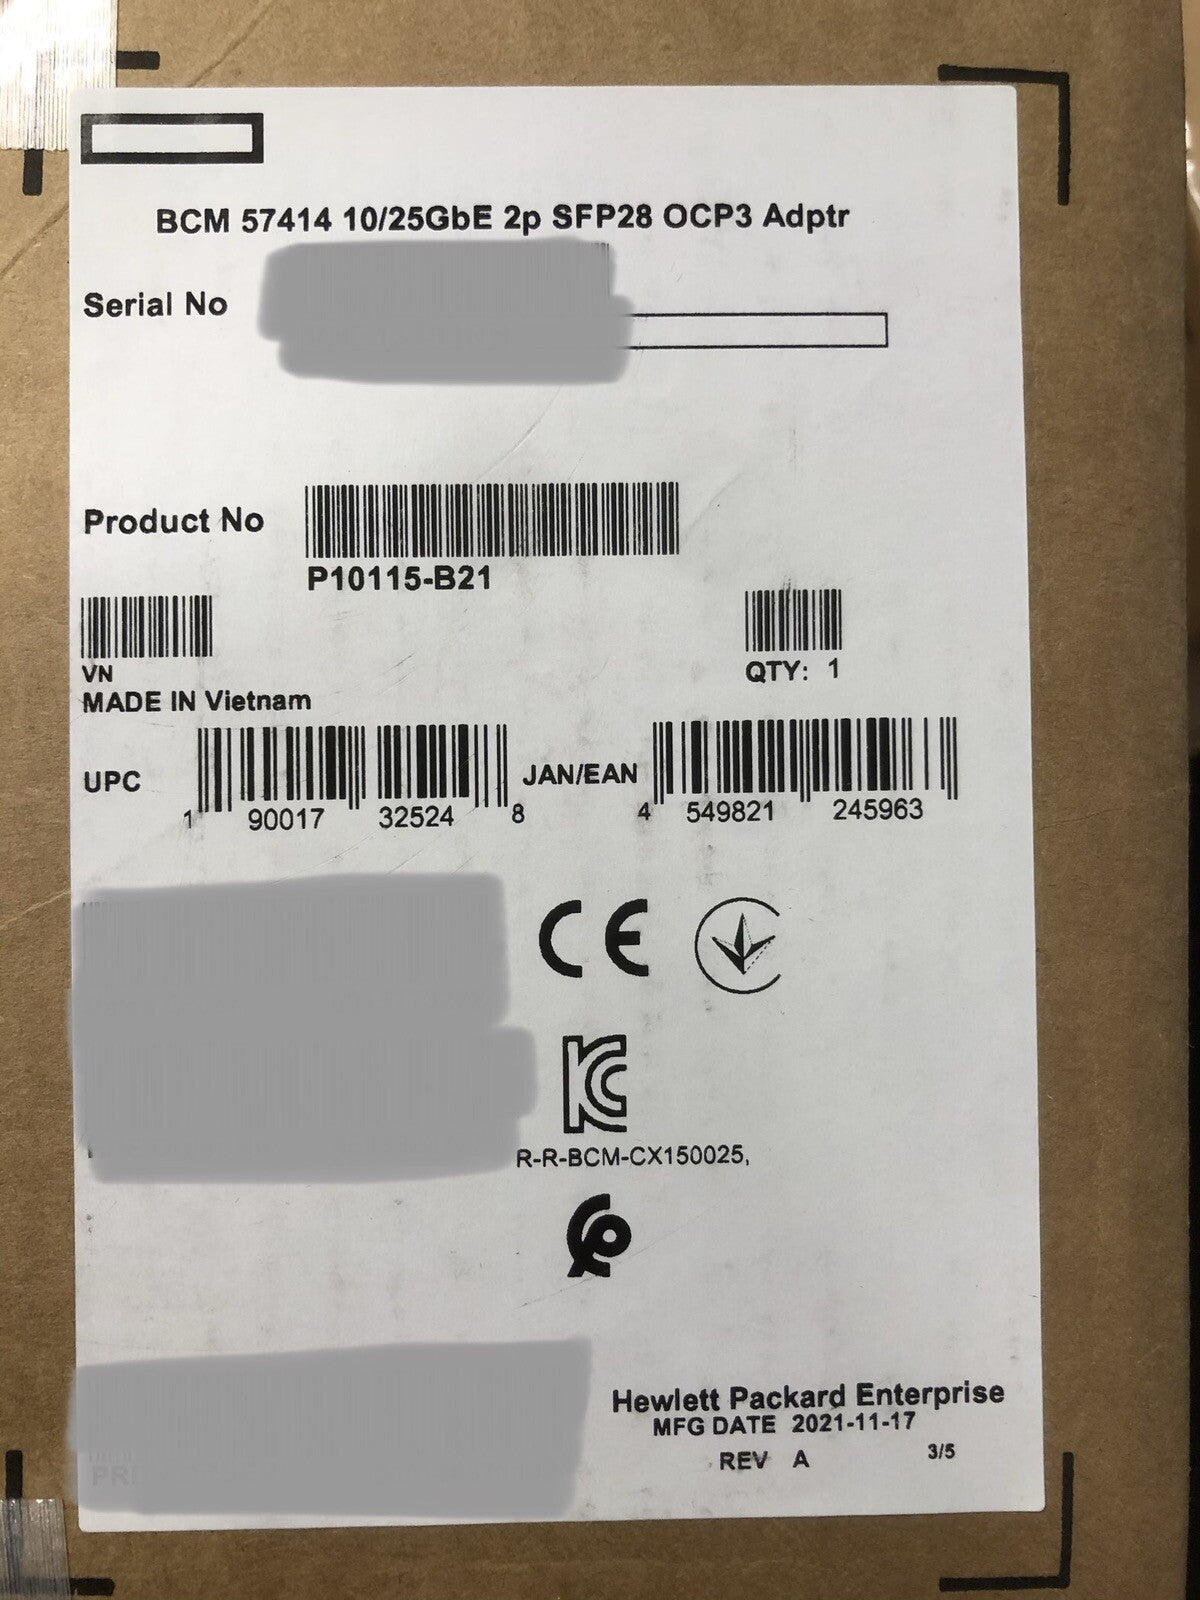 BCM 57414 10/25GbE 2p SFP28 OCP3 Adptr
Serial No
Product No
P10115-B21
VN
QTY: 1
MADE IN Vietnam
UPC
1 90017 32524 8
JAN/EAN
4 549821 245963
CE
KC
R-R-BCM-CX150025,
Hewlett Packard Enterprise
MFG DATE 2021-11-17
REV A 3/5